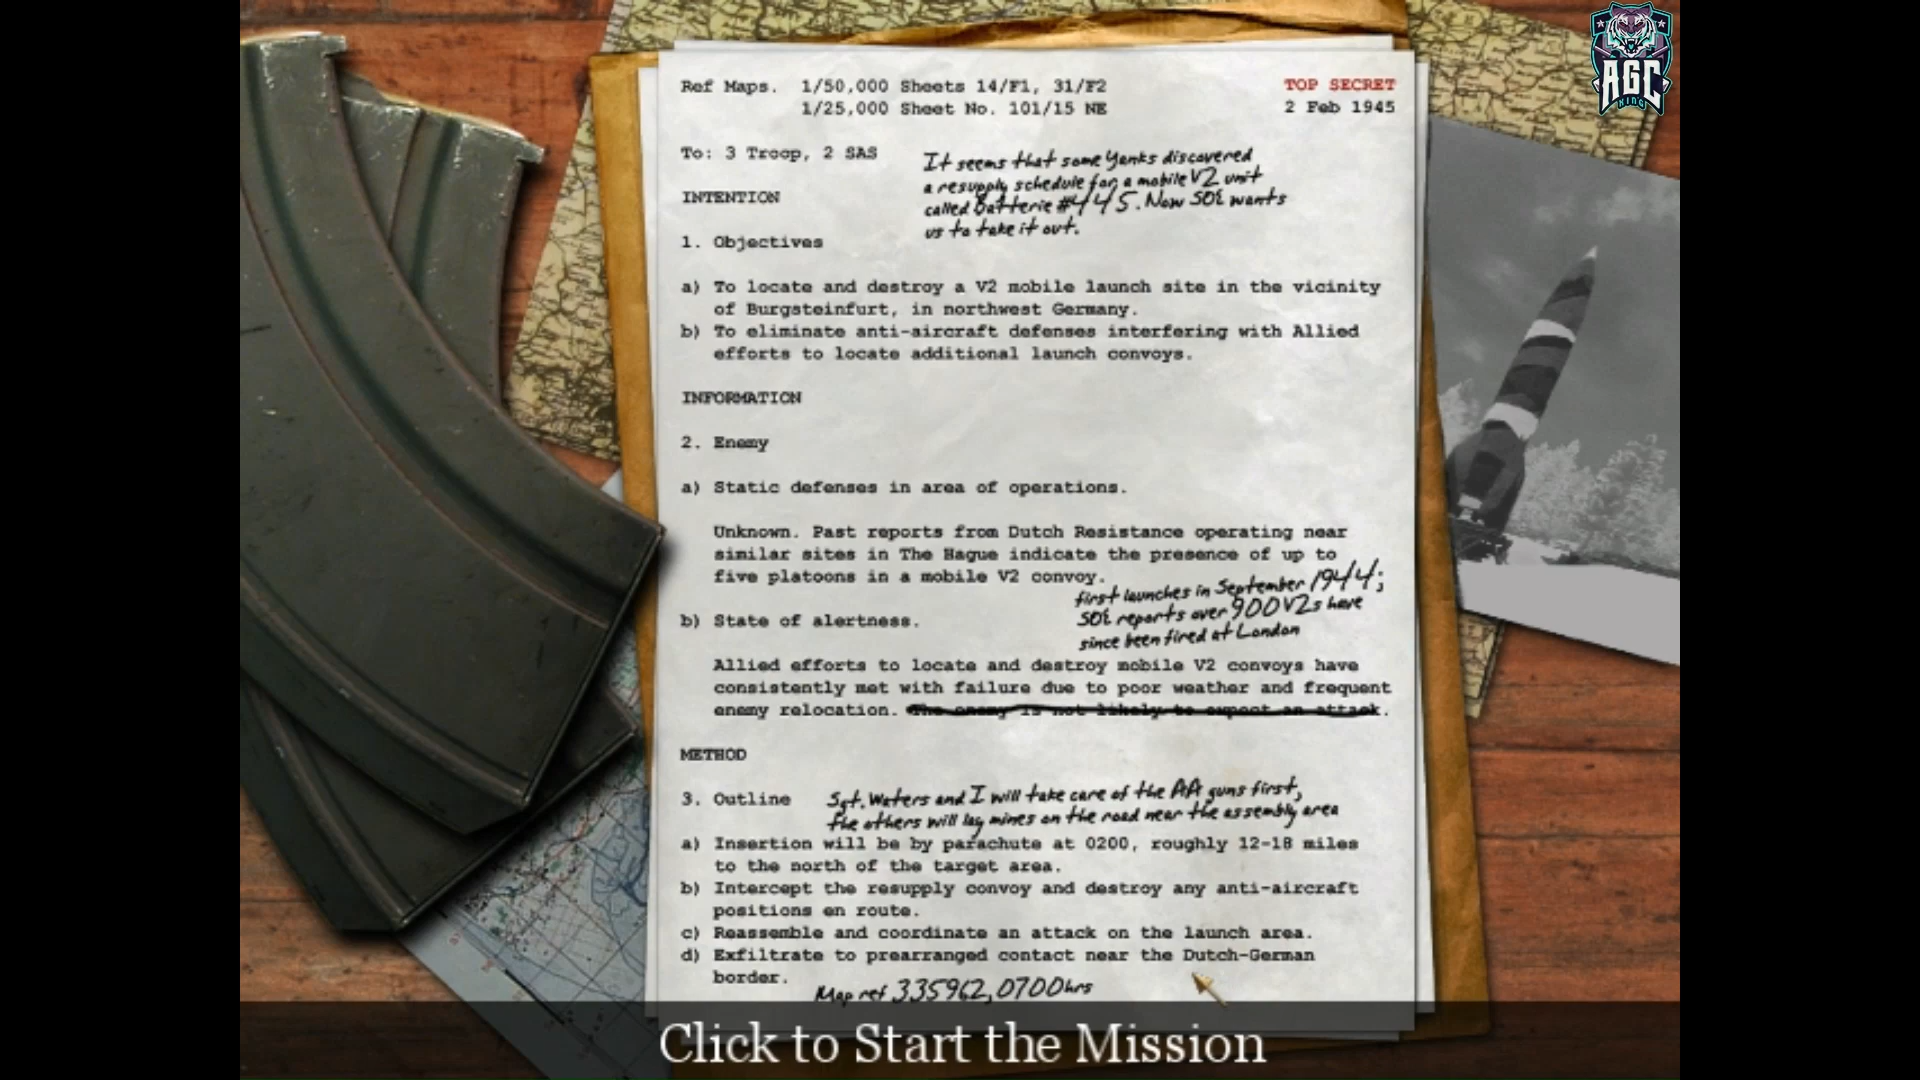 AGC
KING
Ref Maps. 1/50,000 Sheets 14/F1, 31/F2
TOP SECRET
1/25,000 Sheet No. 101/15 NE
2 Feb 1945
To: 3 Troop, 2 SAS
It seems that some Yanks discovered
a resupply schedule for a mobile V2 unit
called Batterie #445. Now SOE wants
us to take it out.
INTENTION
1. Objectives
a) To locate and destroy a V2 mobile launch site in the vicinity
of Burgsteinfurt, in northwest Germany.
b) To eliminate anti-aircraft defenses interfering with Allied
efforts to locate additional launch convoys.
INFORMATION
2. Enemy
a) Static defenses in area of operations.
Unknown. Past reports from Dutch Resistance operating near
similar sites in The Hague indicate the presence of up to
five platoons in a mobile V2 convoy.
first launches in September 1944;
SOE reports over 900 V2s have
since been fired at London
b) State of alertness.
Allied efforts to locate and destroy mobile V2 convoys have
consistently met with failure due to poor weather and frequent
enemy relocation. The enemy is not likely to expect an attack.
METHOD
3. Outline
Sgt. Waters and I will take care of the AA guns first,
the others will lay mines on the road near the assembly area
a) Insertion will be by parachute at 0200, roughly 12-18 miles
to the north of the target area.
b) Intercept the resupply convoy and destroy any anti-aircraft
positions en route.
c) Reassemble and coordinate an attack on the launch area.
d) Exfiltrate to prearranged contact near the Dutch-German
border.
Map ref 335962, 0700hrs
Click to Start the Mission